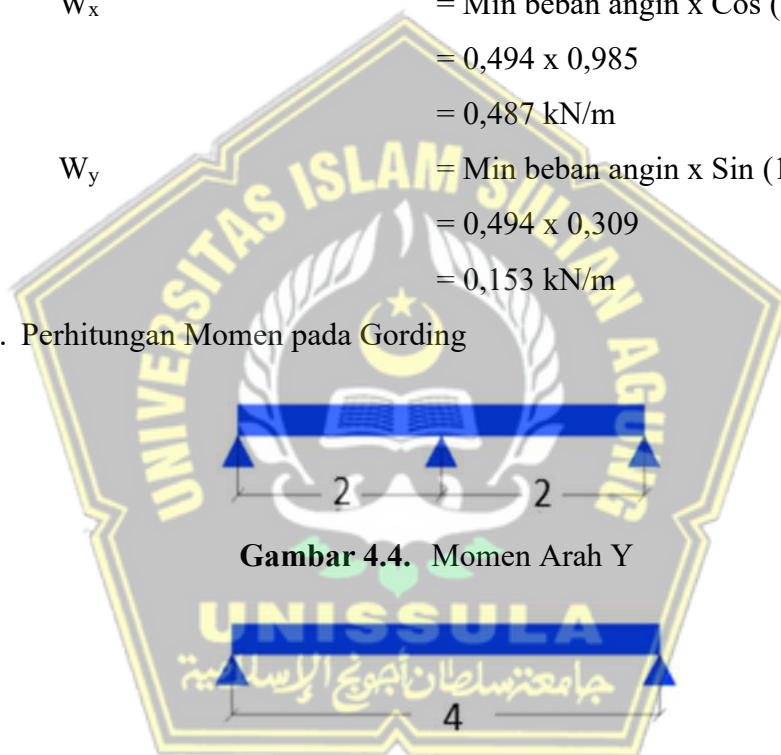 Wx = Min beban angin x Cos (
= 0,494 x 0,985
= 0,487 kN/m
Wy = Min beban angin x Sin (1
= 0,494 x 0,309
= 0,153 kN/m
. Perhitungan Momen pada Gording
2 2
Gambar 4.4. Momen Arah Y
4
UNIVERSITAS ISLAM SULTAN AGUNG
UNISSULA
جامعة سلطان أجونج الإسلامية